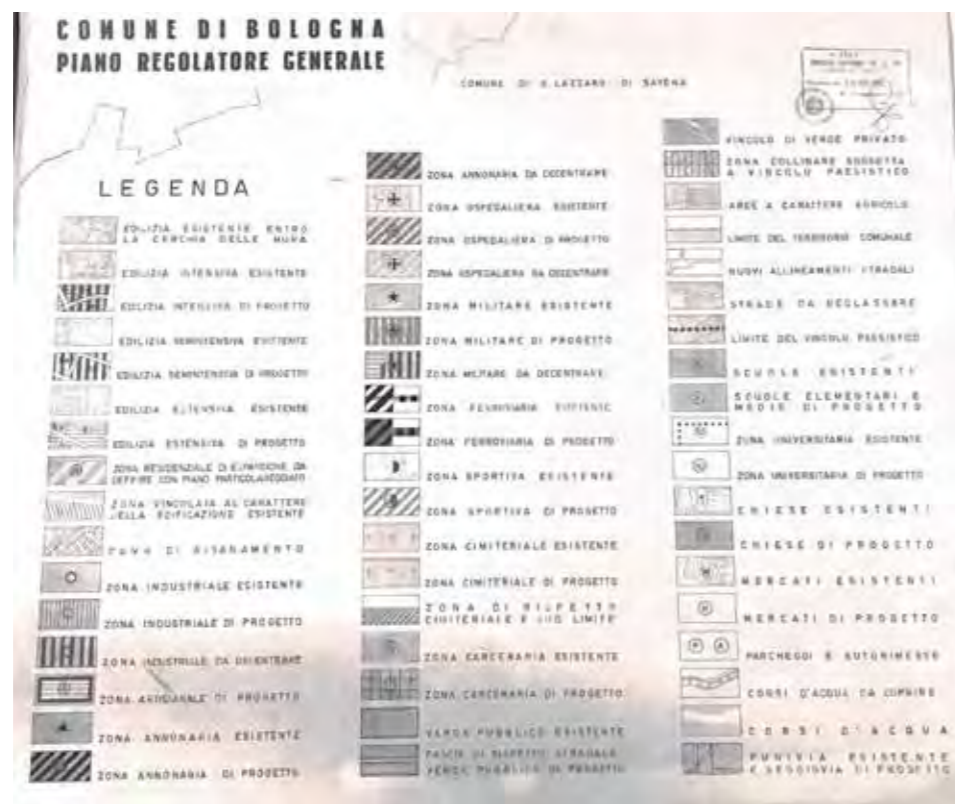 COMUNE DI BOLOGNA
PIANO REGOLATORE GENERALE
COMUNE DI S. LAZZARO DI SAVENA
LEGENDA
EDILIZIA ESISTENTE ENTRO
LA CERCHIA DELLE MURA
EDILIZIA INTENSIVA ESISTENTE
EDILIZIA INTENSIVA DI PROGETTO
EDILIZIA SEMINTENSIVA ESISTENTE
EDILIZIA SEMINTENSIVA DI PROGETTO
EDILIZIA ESTENSIVA ESISTENTE
EDILIZIA ESTENSIVA DI PROGETTO
ZONA RESIDENZIALE DI ESPANSIONE DA
DEFINIRE CON PIANO PARTICOLAREGGIATO
ZONA VINCOLATA AL CARATTERE
DELLA EDIFICAZIONE ESISTENTE
DI RISANAMENTO
ZONA INDUSTRIALE ESISTENTE
ZONA INDUSTRIALE DI PROGETTO
ZONA INDUSTRIALE DA DECENTRARE
ZONA ARTIGIANALE DI PROGETTO
ZONA ANNONARIA ESISTENTE
ZONA ANNONARIA DI PROGETTO
ZONA ANNONARIA DA DECENTRARE
ZONA OSPEDALIERA ESISTENTE
ZONA OSPEDALIERA DI PROGETTO
ZONA OSPEDALIERA DA DECENTRARE
ZONA MILITARE ESISTENTE
ZONA MILITARE DI PROGETTO
ZONA MILITARE DA DECENTRARE
ZONA FERROVIARIA ESISTENTE
ZONA FERROVIARIA DI PROGETTO
ZONA SPORTIVA ESISTENTE
ZONA SPORTIVA DI PROGETTO
ZONA CIMITERIALE ESISTENTE
ZONA CIMITERIALE DI PROGETTO
ZONA DI RISPETTO
CIMITERIALE E SUO LIMITE
ZONA CARCERARIA ESISTENTE
ZONA CARCERARIA DI PROGETTO
VERDE PUBBLICO ESISTENTE
FASCIE DI RISPETTO STRADALE
VERDE PUBBLICO DI PROGETTO
VINCOLO DI VERDE PRIVATO
ZONA COLLINARE SOGGETTA
A VINCOLO PAESISTICO
AREE A CARATTERE AGRICOLO
LIMITE DEL TERRITORIO COMUNALE
NUOVI ALLINEAMENTI STRADALI
STRADE DA DECLASSARE
LIMITE DEL VINCOLO PAESISTICO
SCUOLE ESISTENTI
SCUOLE ELEMENTARI E
MEDIE DI PROGETTO
ZONA UNIVERSITARIA ESISTENTE
ZONA UNIVERSITARIA DI PROGETTO
CHIESE ESISTENTI
CHIESE DI PROGETTO
MERCATI ESISTENTI
MERCATI DI PROGETTO
PARCHEGGI E AUTORIMESSE
CORSI D'ACQUA DA COPRIRE
CORSI D'ACQUA
FUNIVIA ESISTENTE
E SEGGIOVIA DI PROGETTO